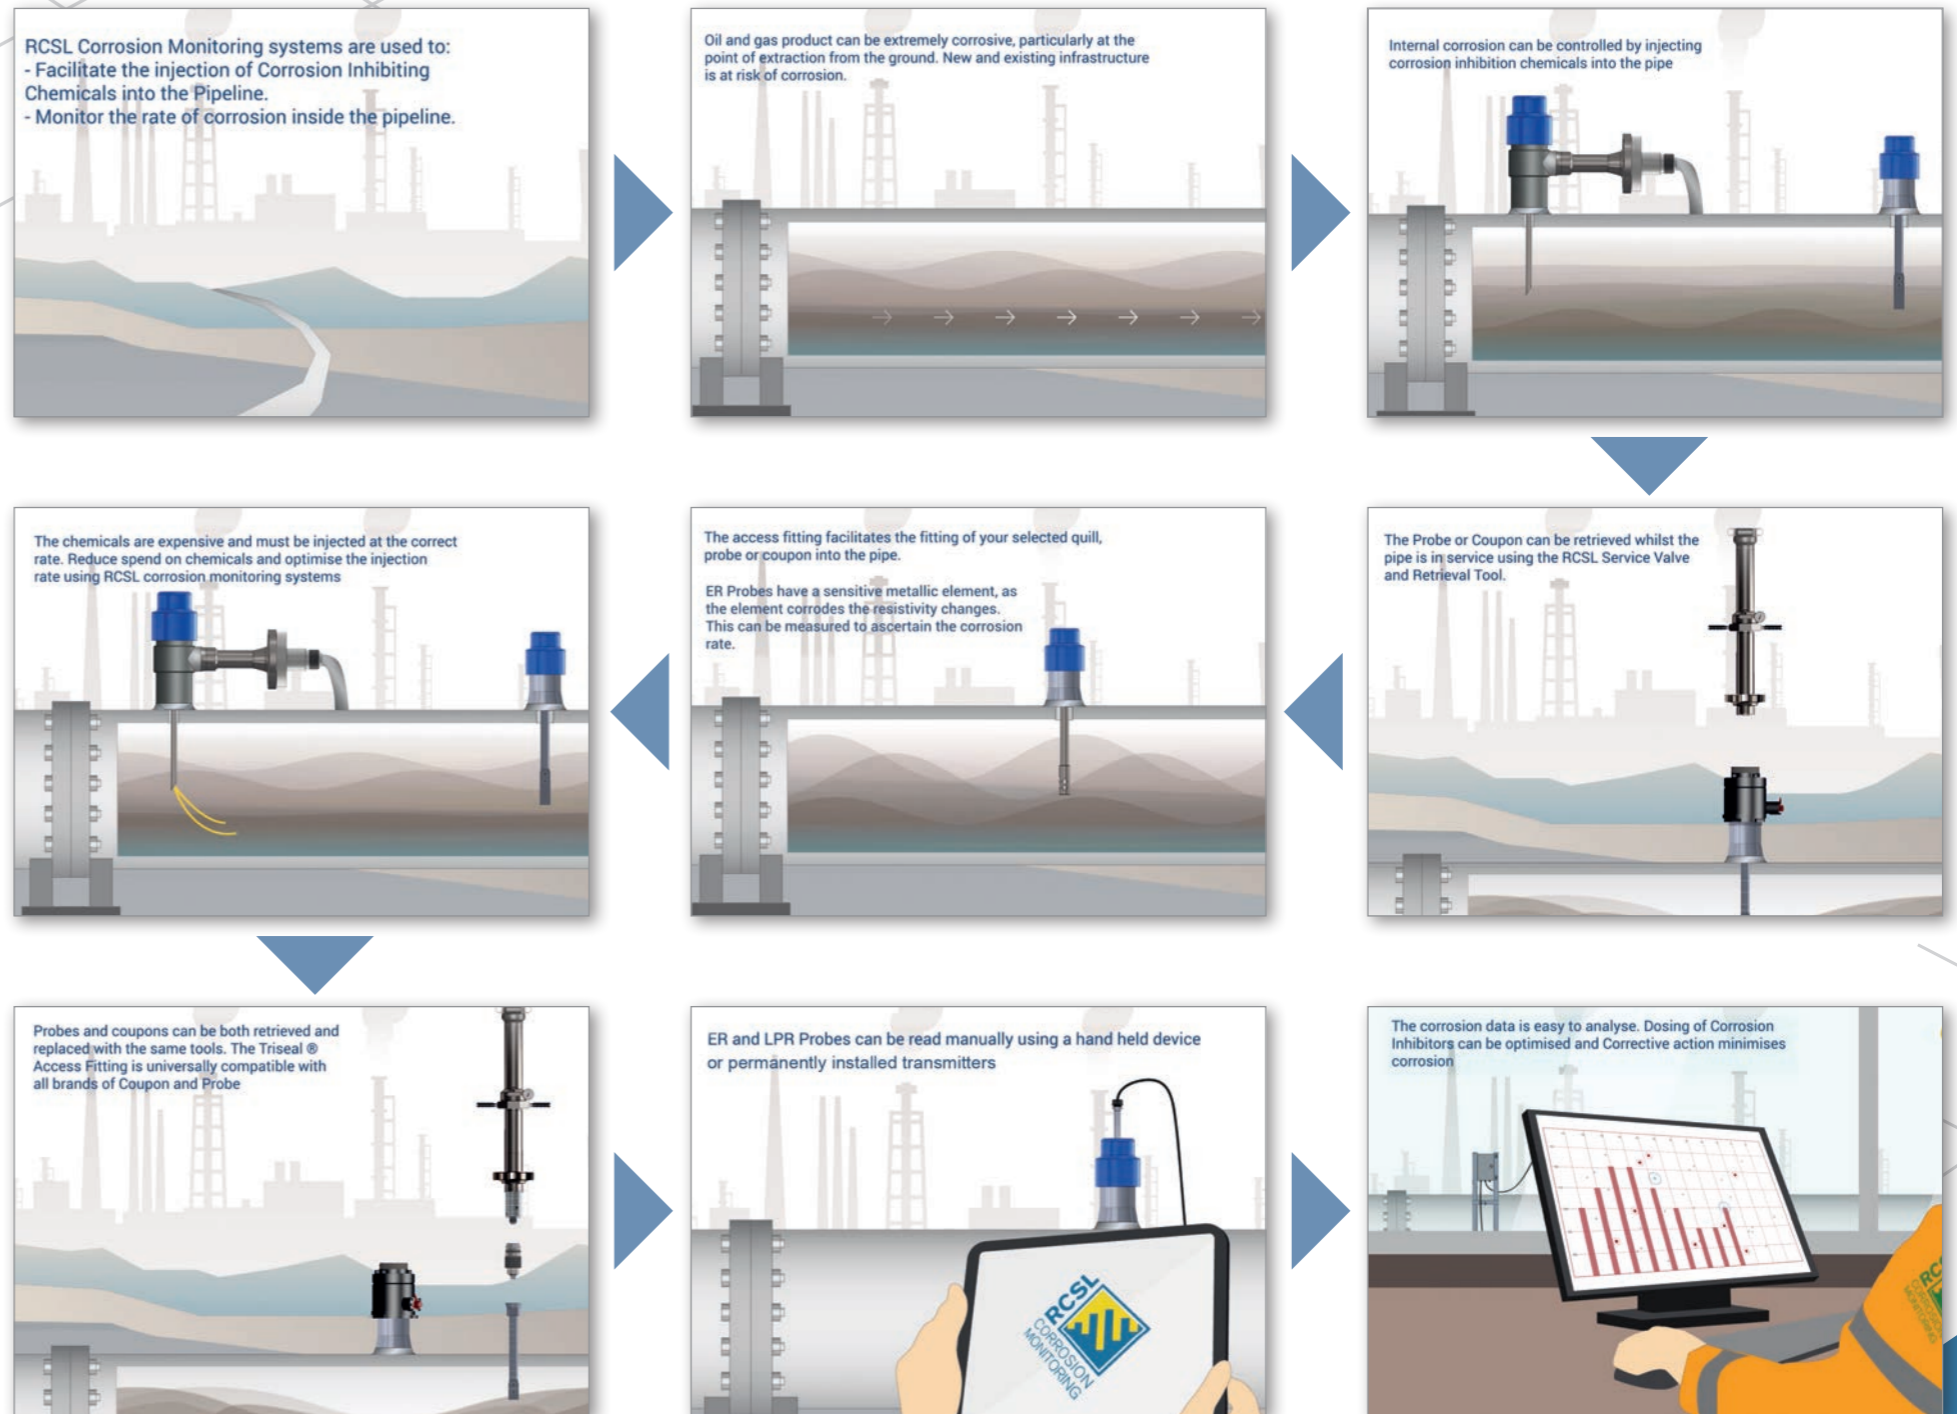 RCSL Corrosion Monitoring systems are used to:
- Facilitate the injection of Corrosion Inhibiting
Chemicals into the Pipeline.
- Monitor the rate of corrosion inside the pipeline.
Oil and gas product can be extremely corrosive, particularly at the
point of extraction from the ground. New and existing infrastructure
is at risk of corrosion.
Internal corrosion can be controlled by injecting
corrosion inhibition chemicals into the pipe
The Probe or Coupon can be retrieved whilst the
pipe is in service using the RCSL Service Valve
and Retrieval Tool.
The access fitting facilitates the fitting of your selected quill,
probe or coupon into the pipe.
ER Probes have a sensitive metallic element, as
the element corrodes the resistivity changes.
This can be measured to ascertain the corrosion
rate.
The chemicals are expensive and must be injected at the correct
rate. Reduce spend on chemicals and optimise the injection
rate using RCSL corrosion monitoring systems
Probes and coupons can be both retrieved and
replaced with the same tools. The Triseal ®
Access Fitting is universally compatible with
all brands of Coupon and Probe
ER and LPR Probes can be read manually using a hand held device
or permanently installed transmitters
RCSL
CORROSION
MONITORING
The corrosion data is easy to analyse. Dosing of Corrosion
Inhibitors can be optimised and Corrective action minimises
corrosion